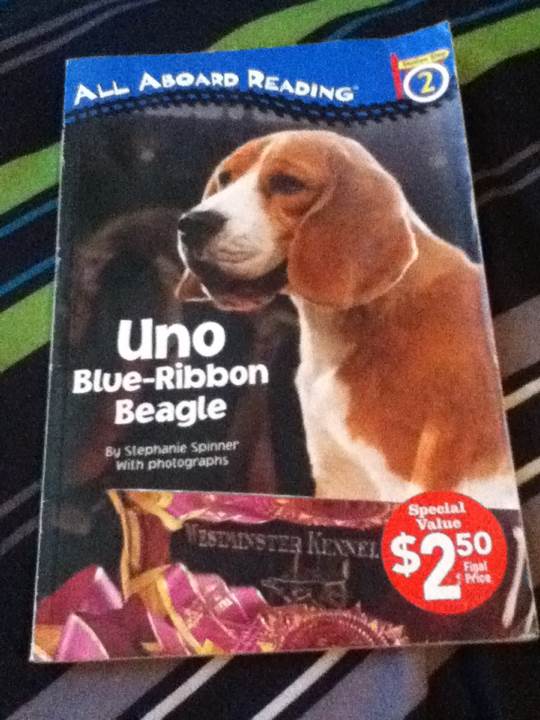 ALL ABOARD READING
2
Uno
Blue-Ribbon
Beagle
By Stephanie Spinner
With photographs
WESTMINSTER KENNEL
Special
Value
$2.50
Final
Price